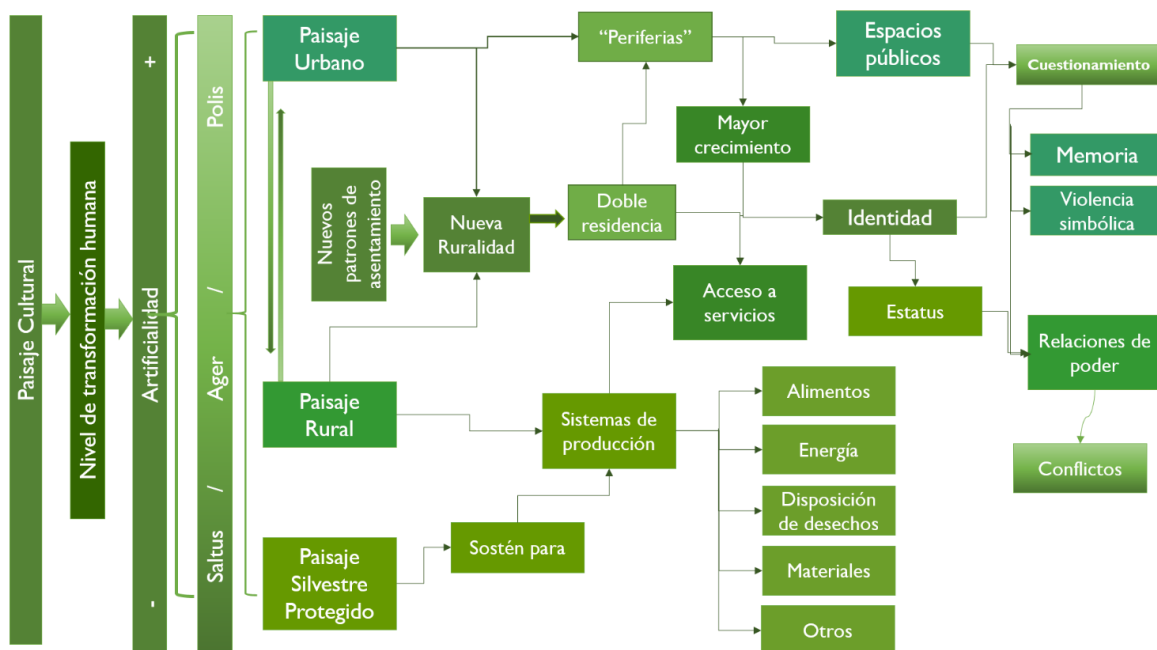 Paisaje Cultural
Nivel de transformación humana
+
Artificialidad
-
Polis
/
Ager
/
Saltus
Paisaje
Urbano
Nuevos
patrones de
asentamiento
Paisaje
Rural
Paisaje
Silvestre
Protegido
Nueva
Ruralidad
Sostén para
"Periferias"
Doble
residencia
Sistemas de
producción
Mayor
crecimiento
Acceso a
servicios
Alimentos
Energía
Disposición
de desechos
Materiales
Otros
Espacios
públicos
Identidad
Estatus
Cuestionamiento
Memoria
Violencia
simbólica
Relaciones de
poder
Conflictos